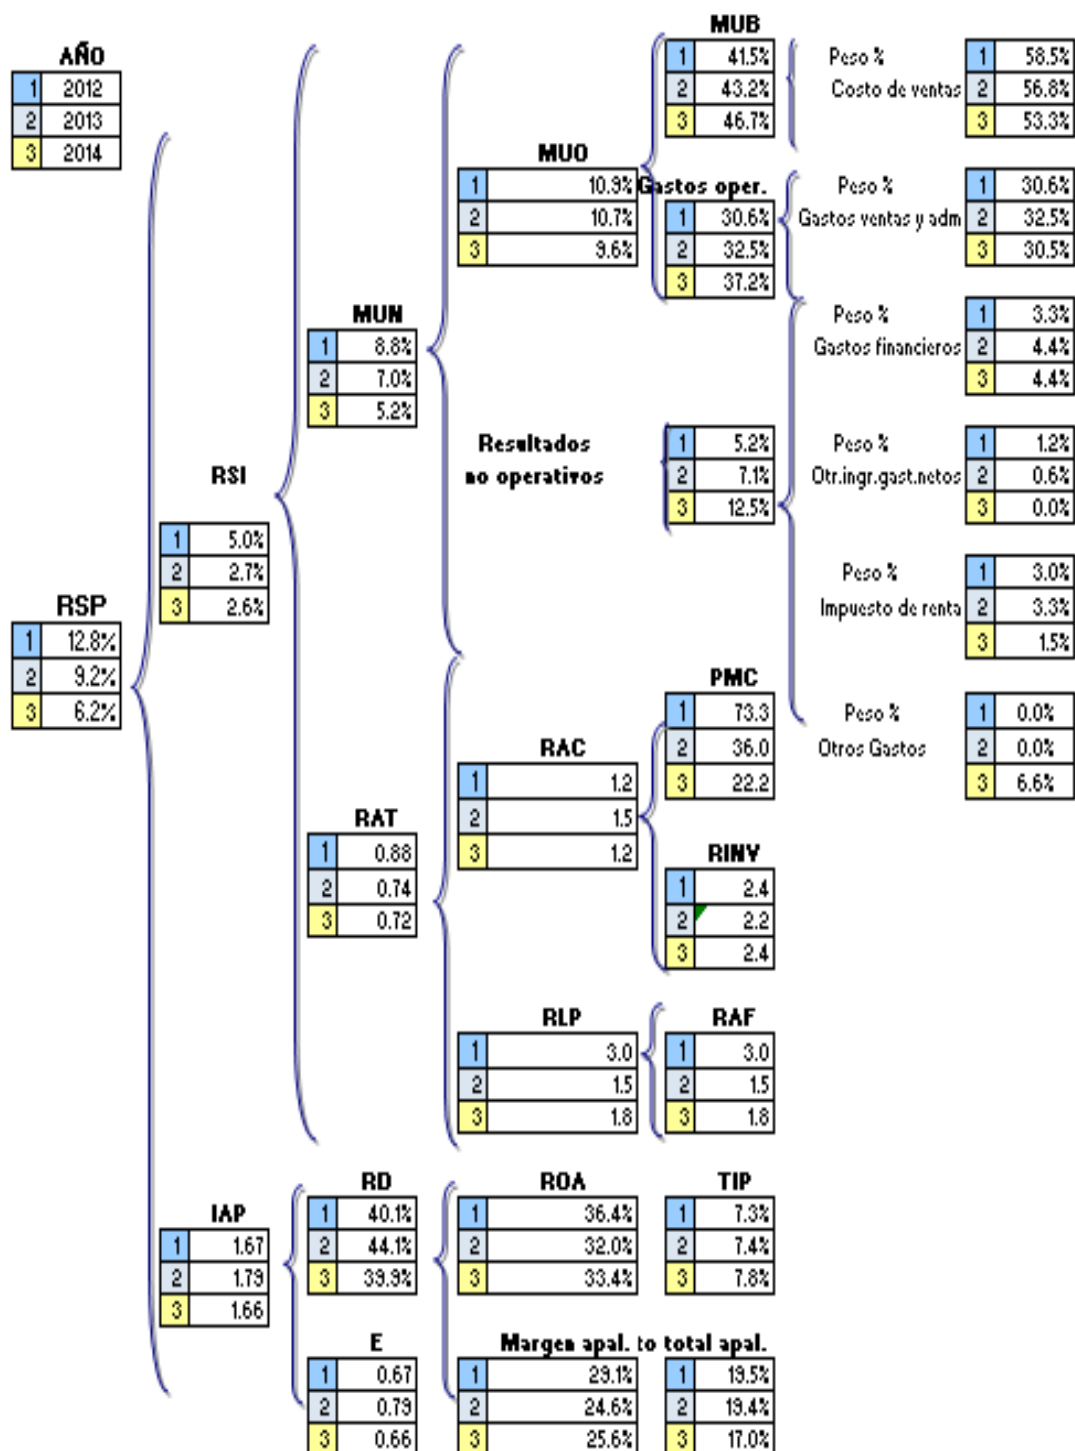 AÑO
1 2012
2 2013
3 2014
RSP
1 12.8%
2 9.2%
3 6.2%
RSI
1 5.0%
2 2.7%
3 2.6%
IAP
1 1.67
2 1.79
3 1.66
MUN
1 8.8%
2 7.0%
3 5.2%
RAT
1 0.88
2 0.74
3 0.72
RD
1 40.1%
2 44.1%
3 39.9%
E
1 0.67
2 0.79
3 0.66
MUO
1 10.9%
2 10.7%
3 9.6%
Resultados
no operativos
1 5.2%
2 7.1%
3 12.5%
RAC
1 1.2
2 1.5
3 1.2
RLP
1 3.0
2 1.5
3 1.8
ROA
1 36.4%
2 32.0%
3 33.4%
Margen apal. to total apal.
1 29.1%
2 24.6%
3 25.6%
1 19.5%
2 19.4%
3 17.0%
MUB
1 41.5%
2 43.2%
3 46.7%
Gastos oper.
1 30.6%
2 32.5%
3 37.2%
PMC
1 73.3
2 36.0
3 22.2
RINV
1 2.4
2 2.2
3 2.4
RAF
1 3.0
2 1.5
3 1.8
TIP
1 7.3%
2 7.4%
3 7.8%
Peso %
Costo de ventas
1 58.5%
2 56.8%
3 53.3%
Peso %
Gastos ventas y adm
1 30.6%
2 32.5%
3 30.5%
Peso %
Gastos financieros
1 3.3%
2 4.4%
3 4.4%
Peso %
Otr.ingr.gast.netos
1 1.2%
2 0.6%
3 0.0%
Peso %
Impuesto de renta
1 3.0%
2 3.3%
3 1.5%
Peso %
Otros Gastos
1 0.0%
2 0.0%
3 6.6%